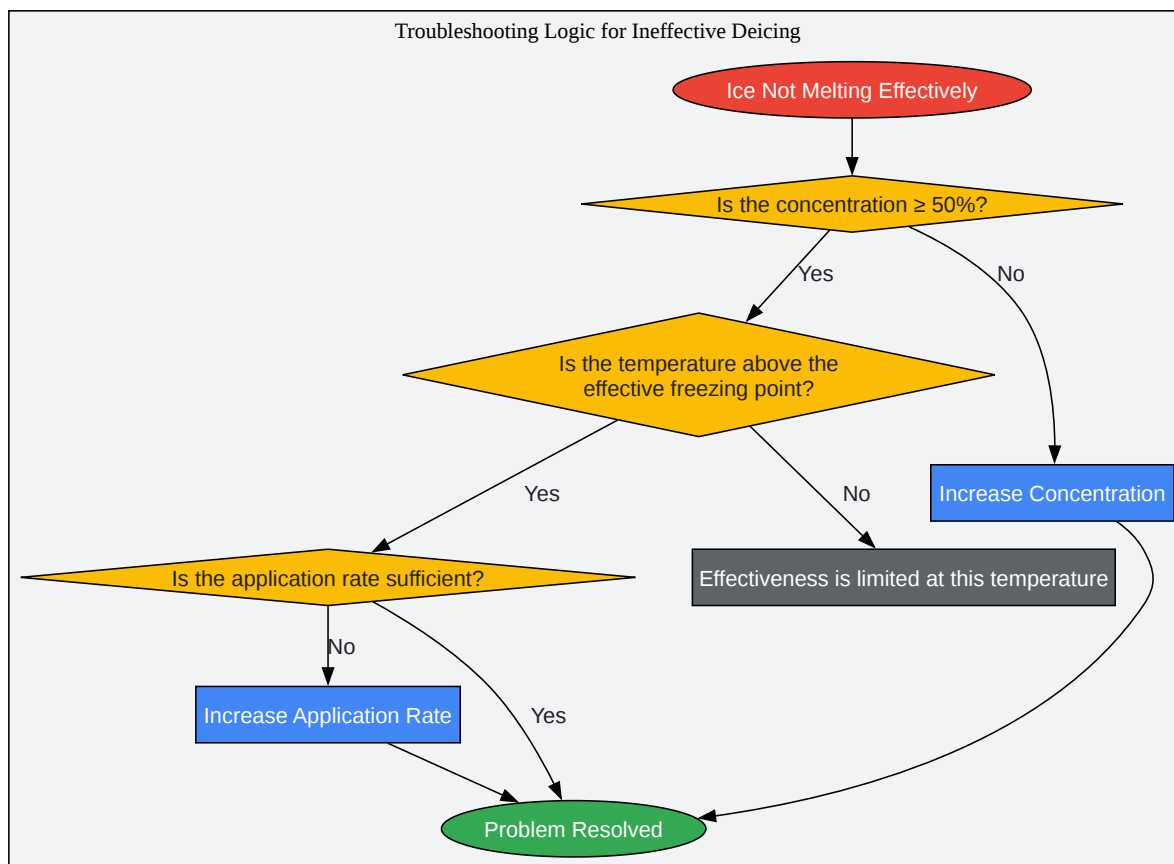 Troubleshooting Logic for Ineffective Deicing
Ice Not Melting Effectively
Is the concentration ≥ 50%?
Yes
No
Is the temperature above the
effective freezing point?
Yes
No
Increase Concentration
Is the application rate sufficient?
Effectiveness is limited at this temperature
No
Increase Application Rate
Yes
Problem Resolved